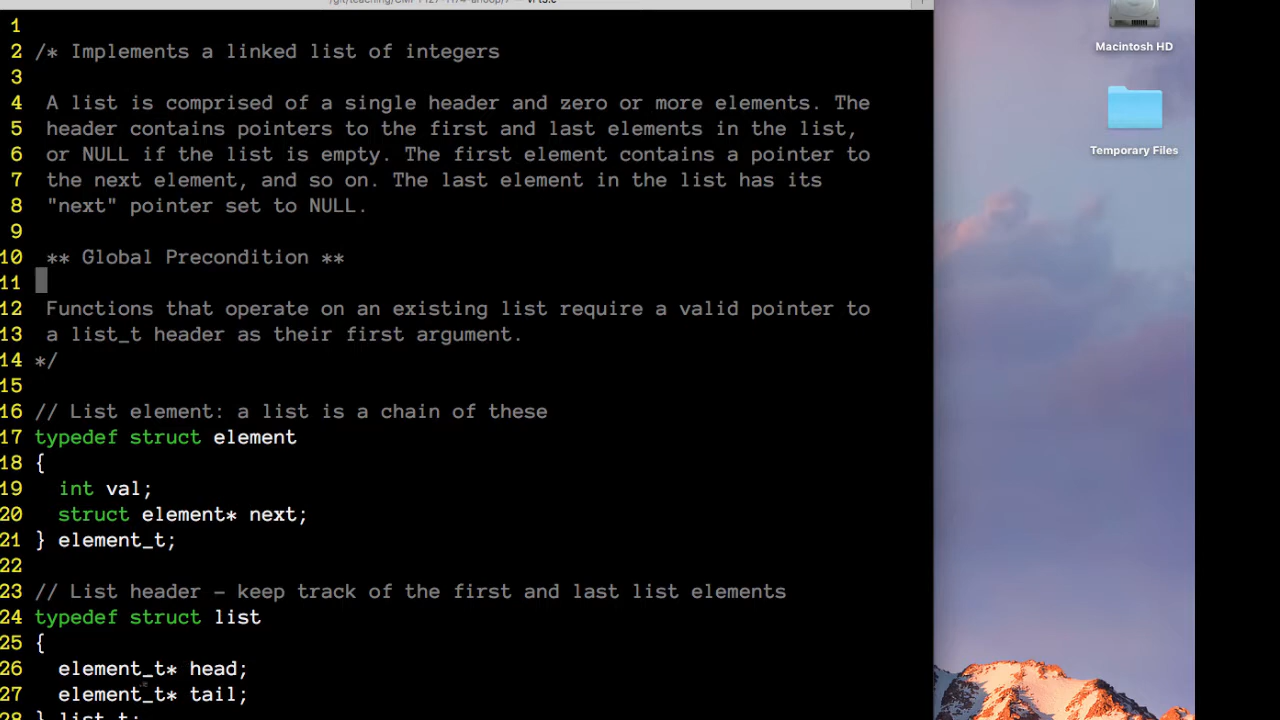 1
2 /* Implements a linked list of integers
3
4 A list is comprised of a single header and zero or more elements. The
5 header contains pointers to the first and last elements in the list,
6 or NULL if the list is empty. The first element contains a pointer to
7 the next element, and so on. The last element in the list has its
8 "next" pointer set to NULL.
9
10 ** Global Precondition **
11
12 Functions that operate on an existing list require a valid pointer to
13 a list_t header as their first argument.
14 */
15
16 // List element: a list is a chain of these
17 typedef struct element
18 {
19 int val;
20 struct element* next;
21 } element_t;
22
23 // List header – keep track of the first and last list elements
24 typedef struct list
25 {
26 element_t* head;
27 element_t* tail;
28 } list_t;
Macintosh HD
Temporary Files